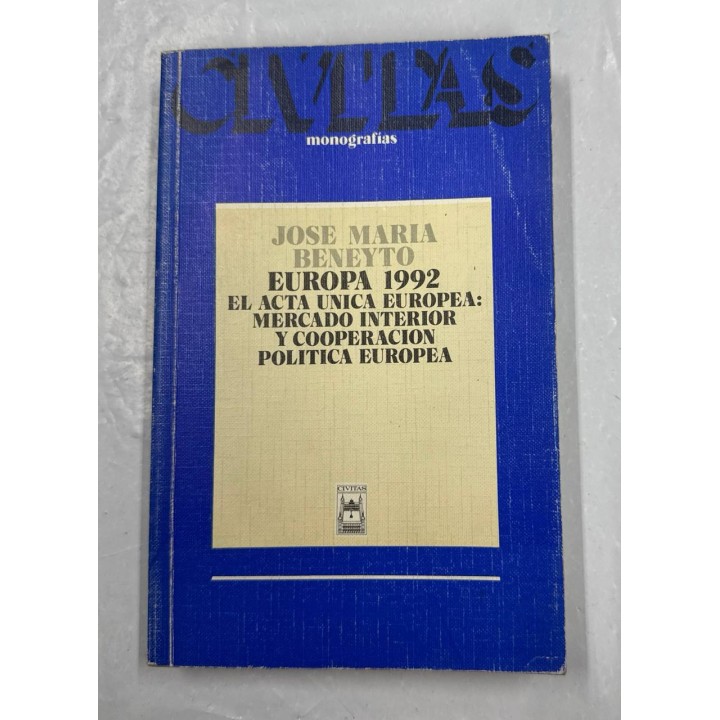 CIVITAS
monografías
JOSE MARIA
BENEYTO
EUROPA 1992
EL ACTA UNICA EUROPEA:
MERCADO INTERIOR
Y COOPERACION
POLITICA EUROPEA
CIVITAS